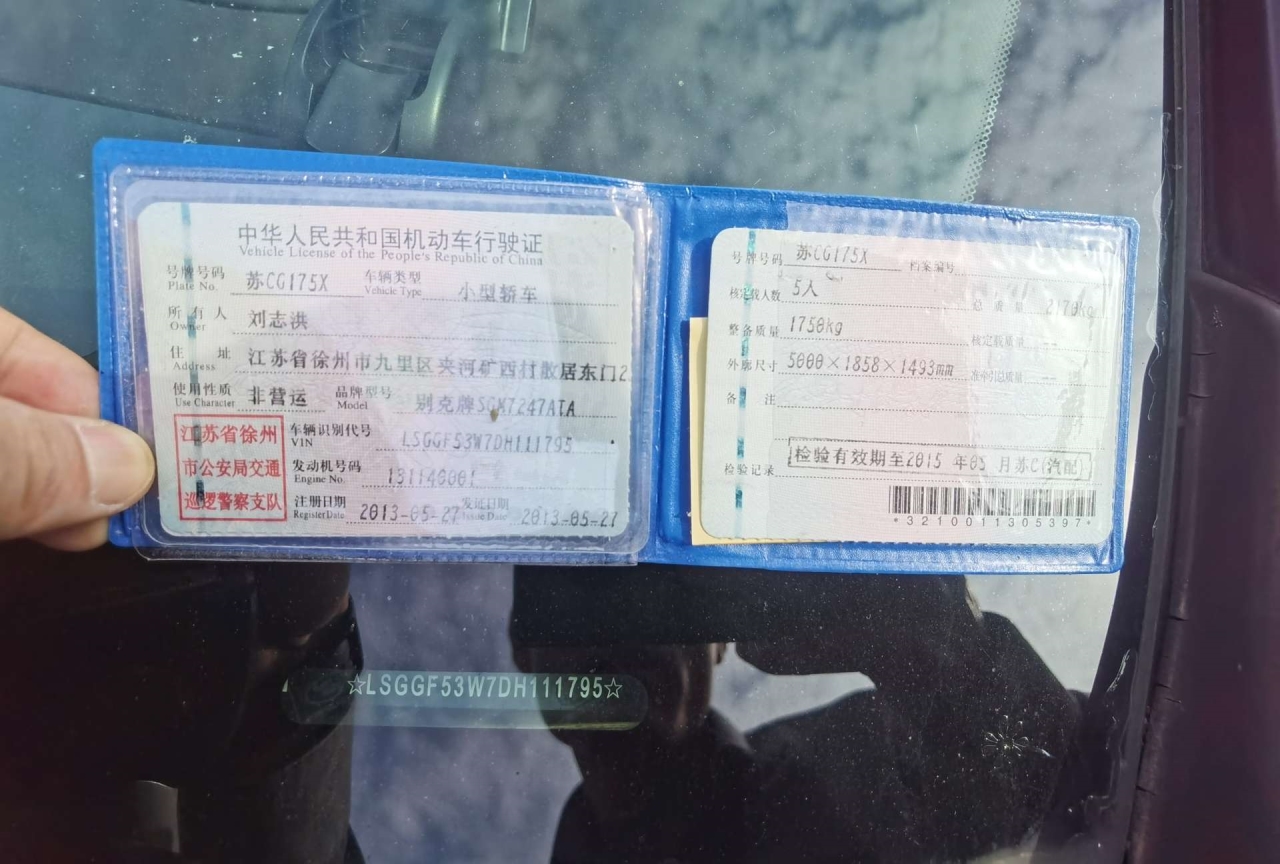 中华人民共和国机动车行驶证
Vehicle License of the People's Republic of China
号牌号码 苏CG175X 车辆类型 小型轿车
Plate No. Vehicle Type
所有人 刘志洪
Owner
住址 江苏省徐州市九里区夹河矿西村散居东门2
Address
使用性质 非营运 品牌型号 别克牌SGM7247ATA
Use Character Model
江苏省徐州
市公安局交通
巡逻警察支队
车辆识别代号 LSGGF53W7DH111795
VIN
发动机号码
Engine No.
注册日期 2013-05-27 发证日期 2013-05-27
Register Date Issue Date
号牌号码 苏CG175X 档案编号
核定载人数 5人 总质量
整备质量 1750kg 核定载质量 --
外廓尺寸 5000×1858×1493mm 准牵引总质量 --
备注
检验记录 检验有效期至2015年05月苏C(汽配)
*3210011305397*
☆LSGGF53W7DH111795☆